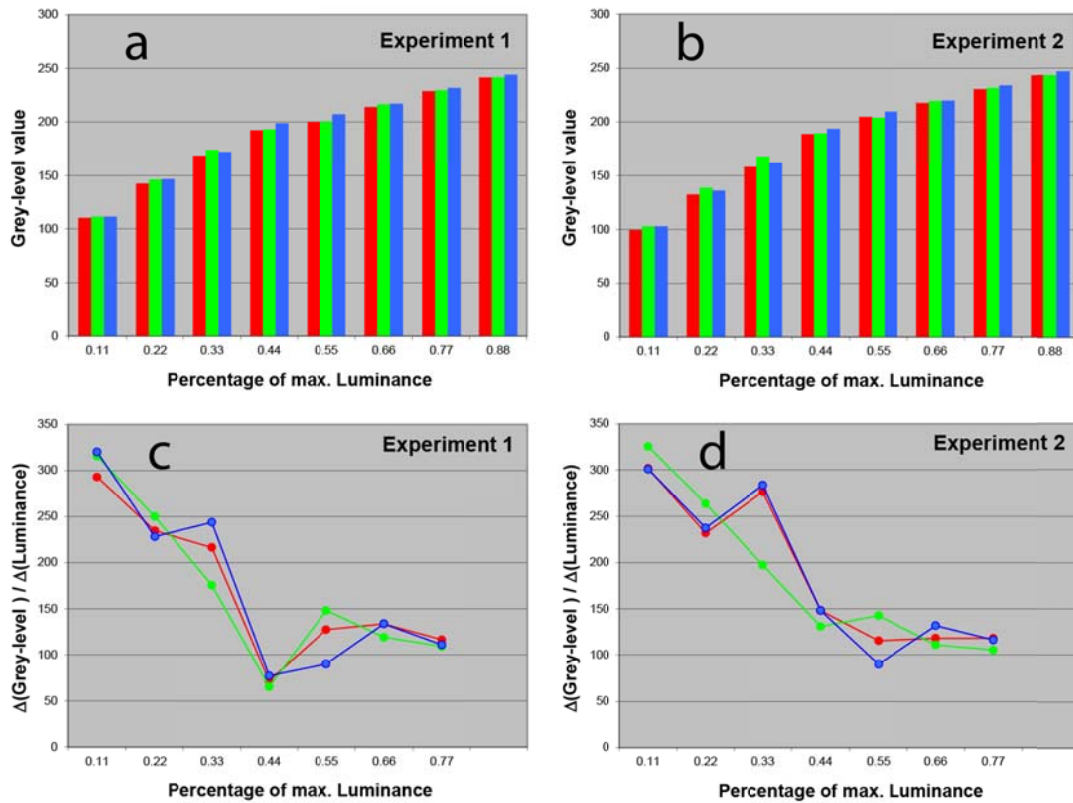 a
Experiment 1
300
250
200
150
100
50
0
Grey-level value
0.11 0.22 0.33 0.44 0.55 0.66 0.77 0.88
Percentage of max. Luminance
b
Experiment 2
300
250
200
150
100
50
0
Grey-level value
0.11 0.22 0.33 0.44 0.55 0.66 0.77 0.88
Percentage of max. Luminance
c
Experiment 1
350
300
250
200
150
100
50
0
Δ(Grey-level ) / Δ(Luminance)
0.11 0.22 0.33 0.44 0.55 0.66 0.77
Percentage of max. Luminance
d
Experiment 2
350
300
250
200
150
100
50
0
Δ(Grey-level ) / Δ(Luminance)
0.11 0.22 0.33 0.44 0.55 0.66 0.77
Percentage of max. Luminance